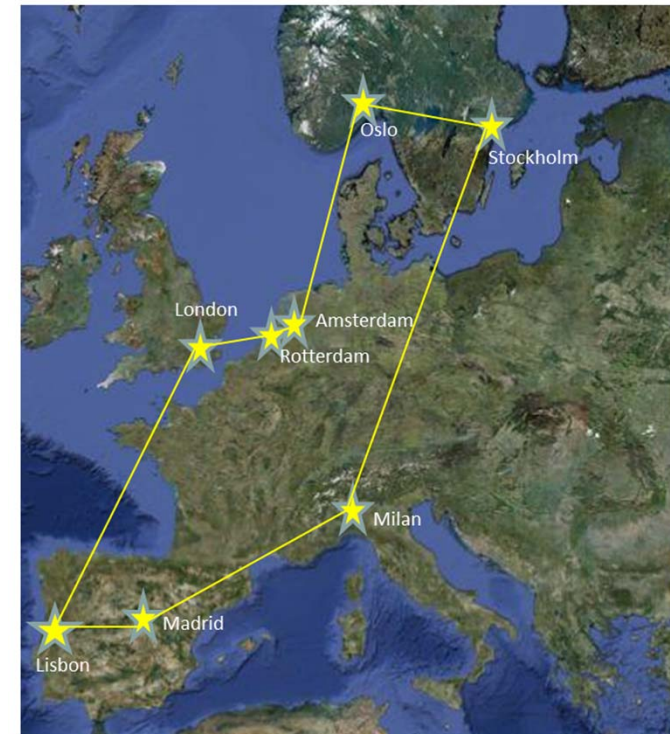 Oslo
Stockholm
London
Amsterdam
Rotterdam
Milan
Madrid
Lisbon